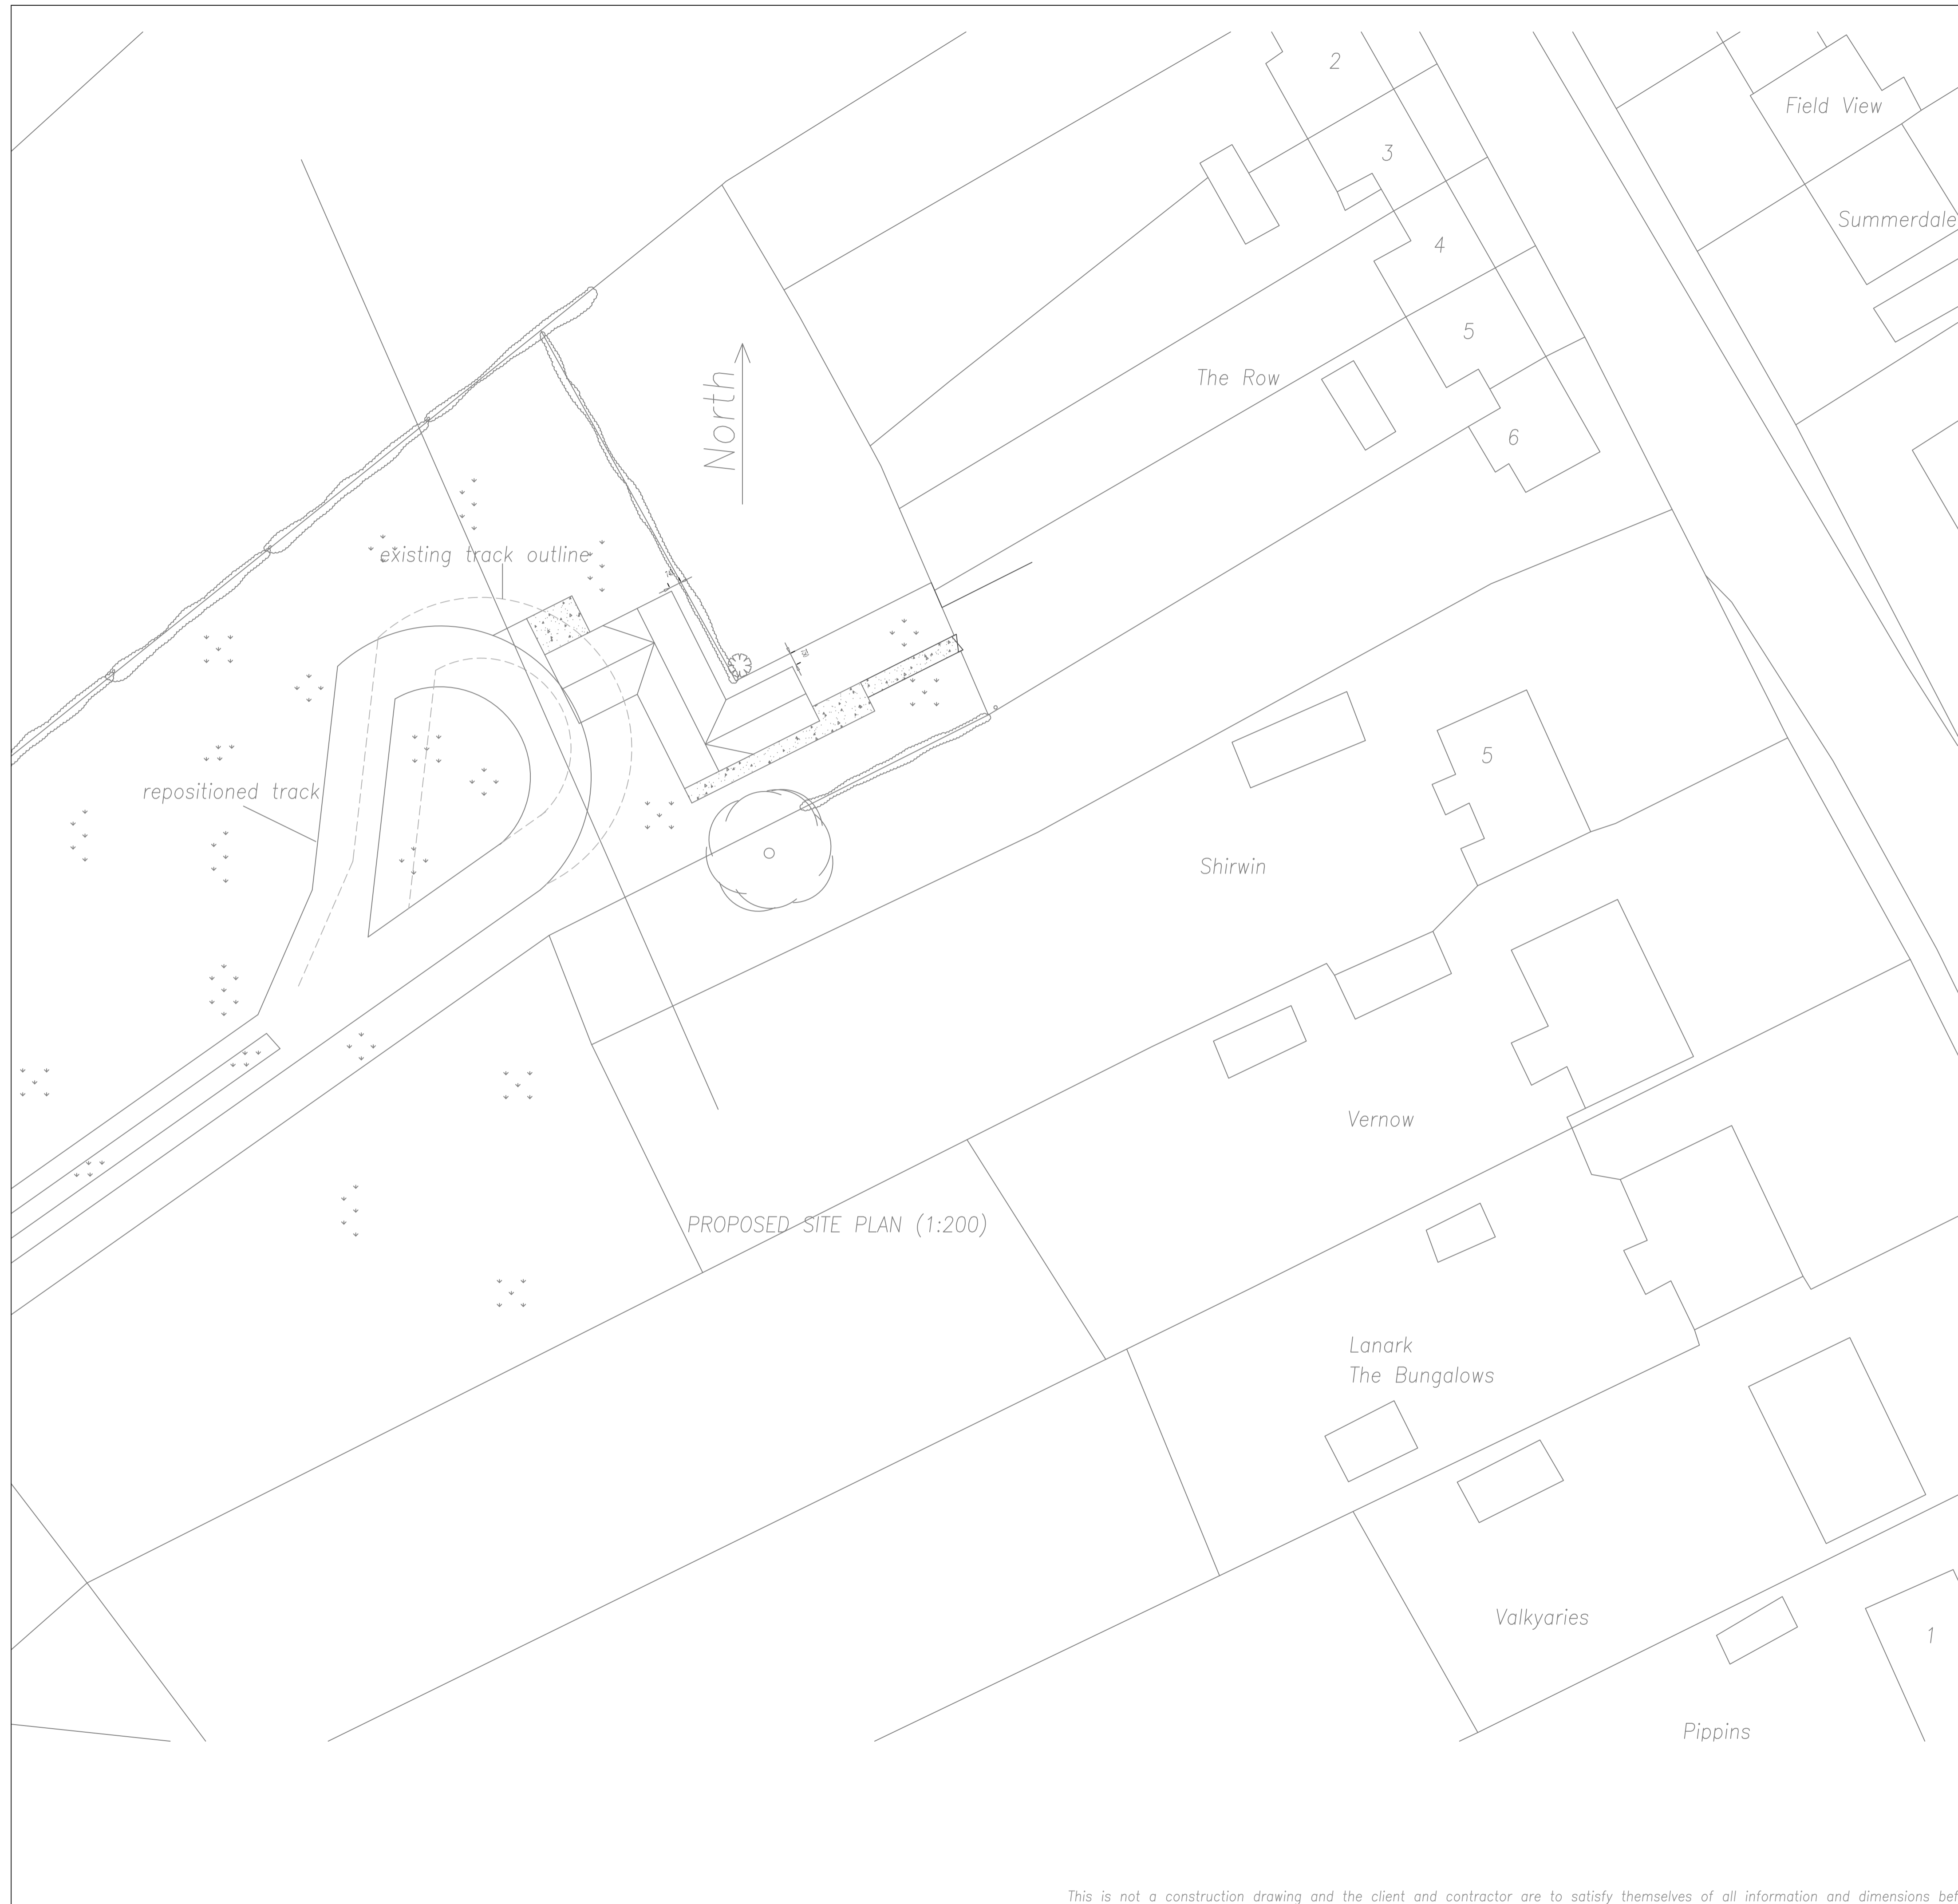 2
Field View
3
Summerdale
4
5
The Row
North
6
existing track outline
5
repositioned track
Shirwin
Vernow
PROPOSED SITE PLAN (1:200)
Lanark
The Bungalows
Valkyaries
1
Pippins
This is not a construction drawing and the client and contractor are to satisfy themselves of all information and dimensions